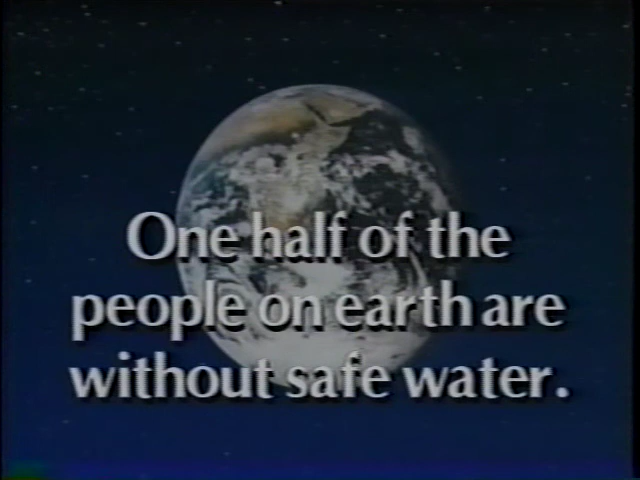 One half of the
people on earth are
without safe water.